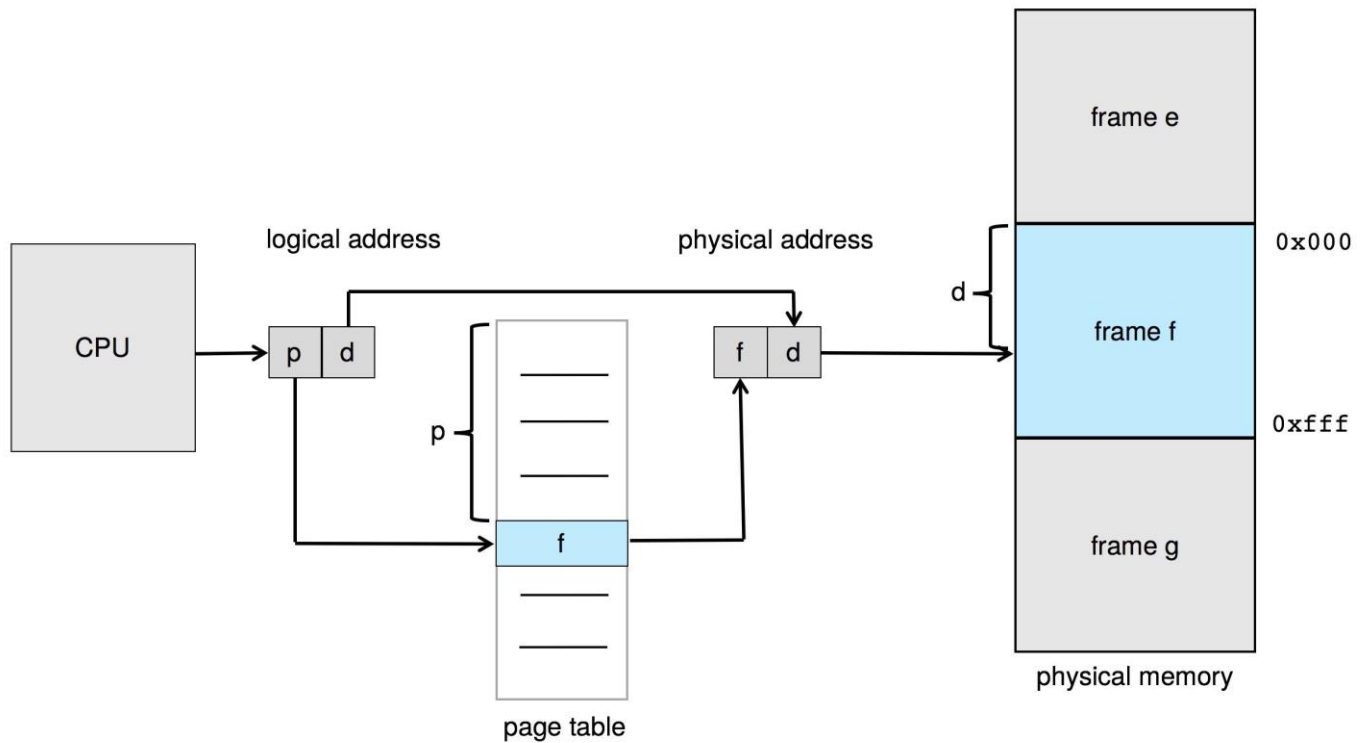 frame e
logical address
physical address
0x000
d
frame f
CPU
p
d
f
d
p
0xfff
f
frame g
physical memory
page table